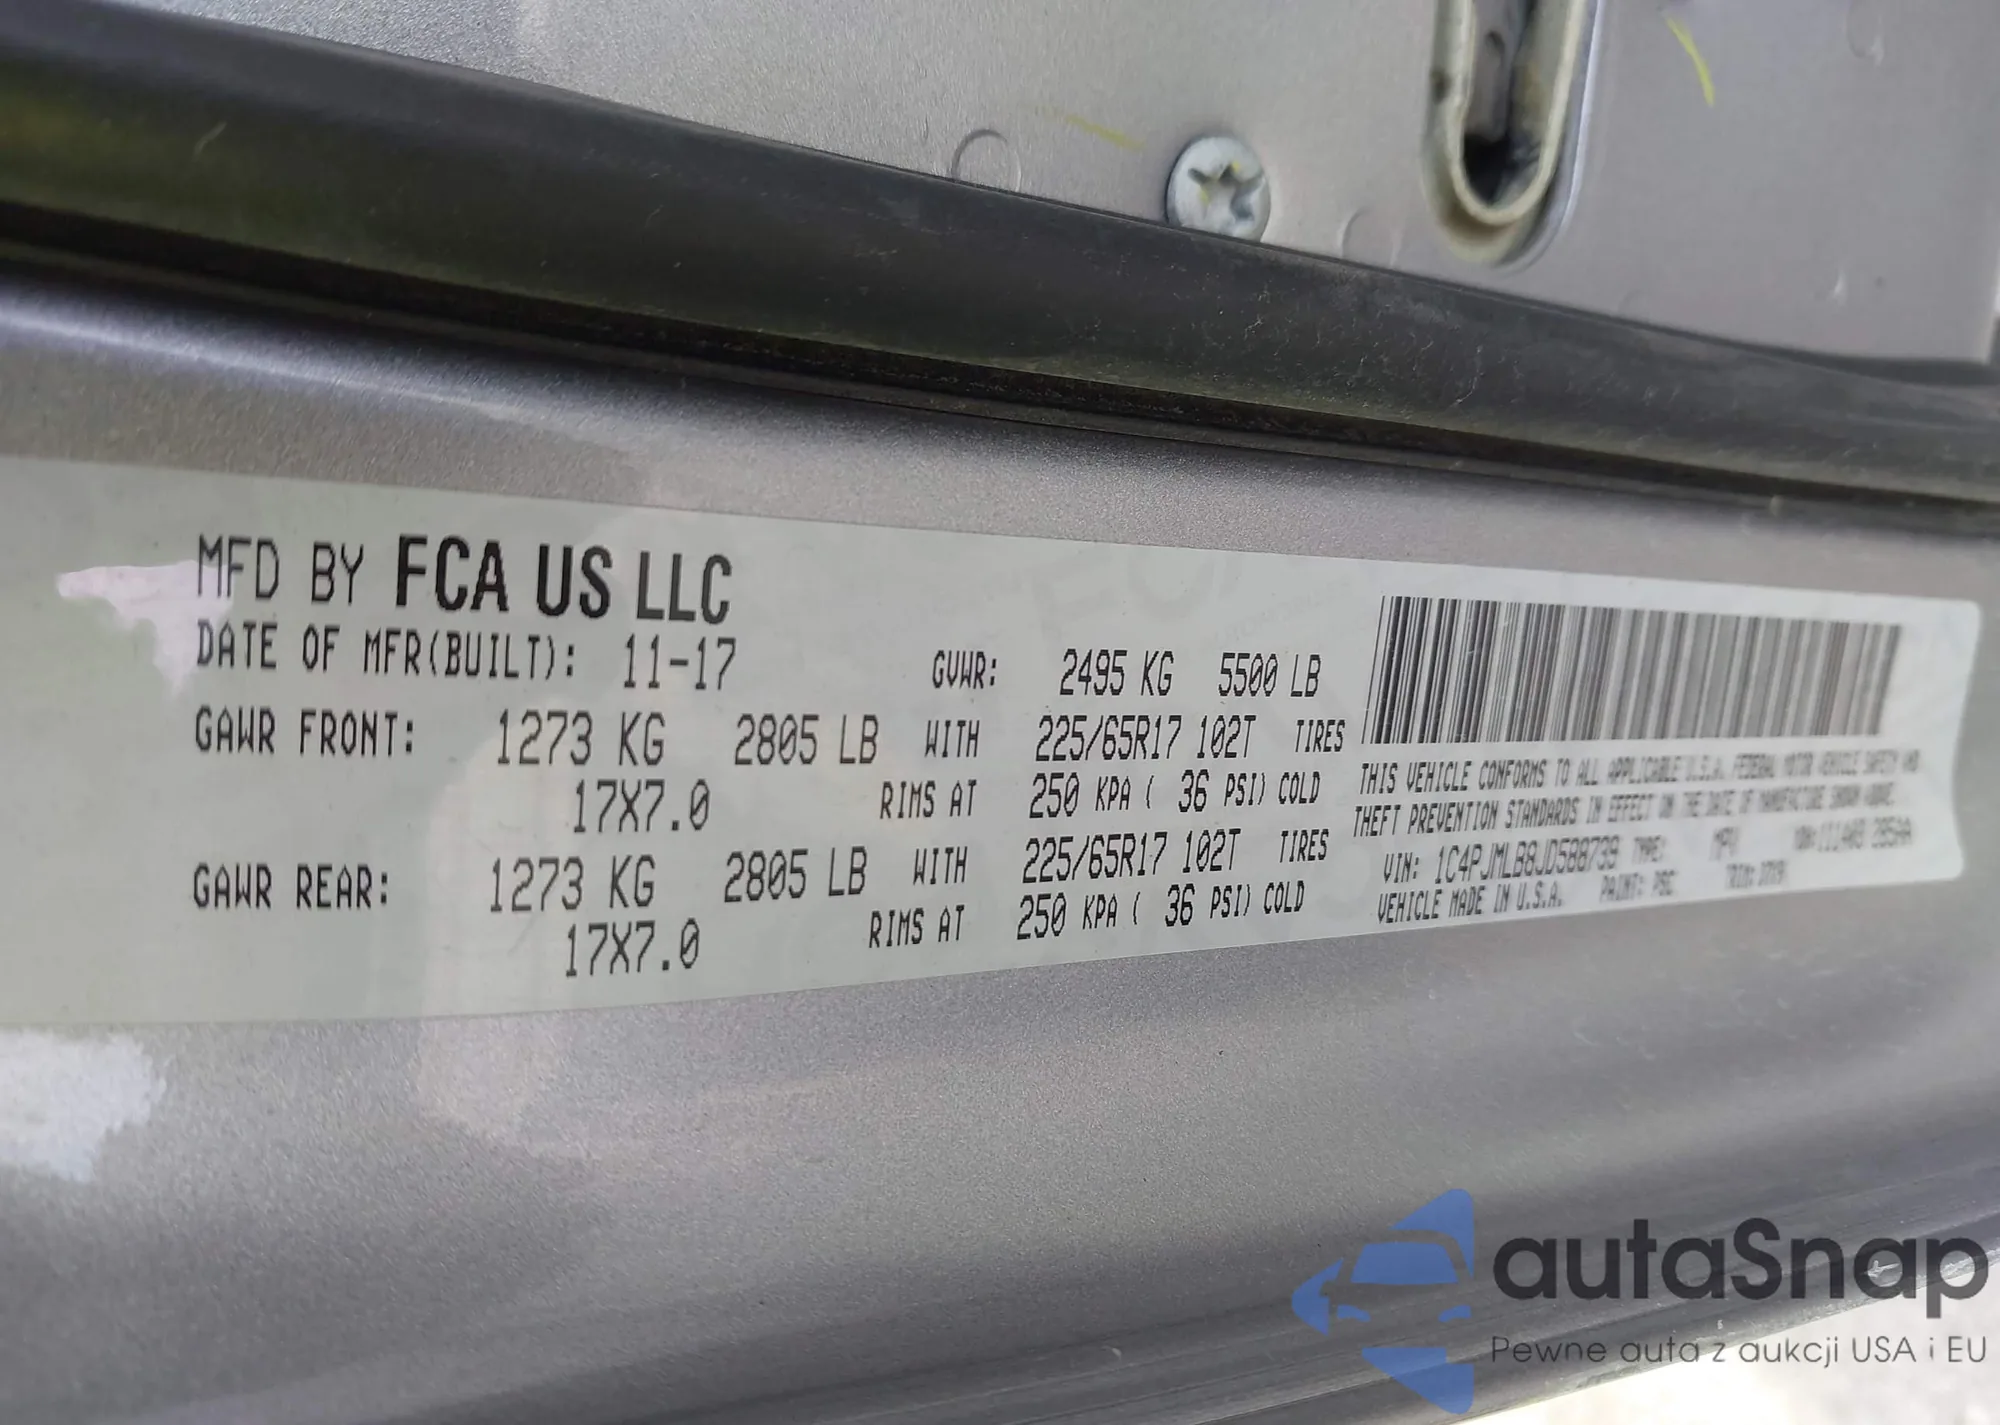 MFD BY FCA US LLC
DATE OF MFR(BUILT): 11-17 GVWR: 2495 KG 5500 LB
GAWR FRONT: 1273 KG 2805 LB WITH 225/65R17 102T TIRES
17X7.0 RIMS AT 250 KPA ( 36 PSI) COLD
GAWR REAR: 1273 KG 2805 LB WITH 225/65R17 102T TIRES
17X7.0 RIMS AT 250 KPA ( 36 PSI) COLD
THIS VEHICLE CONFORMS TO ALL APPLICABLE U.S.A. FEDERAL MOTOR VEHICLE SAFETY AND
THEFT PREVENTION STANDARDS IN EFFECT ON THE DATE OF MANUFACTURE SHOWN ABOVE.
VIN: 1C4PJMLB8JD588739 TYPE: MPV
VEHICLE MADE IN U.S.A. PAINT: PSC TRIM:
autaSnap
Pewne auta z aukcji USA i EU